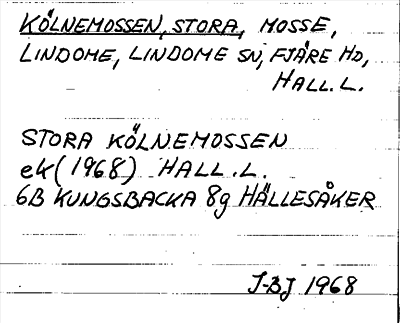 KÖLNEMOSSEN, STORA, MOSSE,
LINDOME, LINDOME SN, FJÄRE HD,
HALL. L.
STORA KÖLNEMOSSEN
ek (1968) HALL. L.
6B KUNGSBACKA 8g HÄLLESÅKER
J-BJ 1968